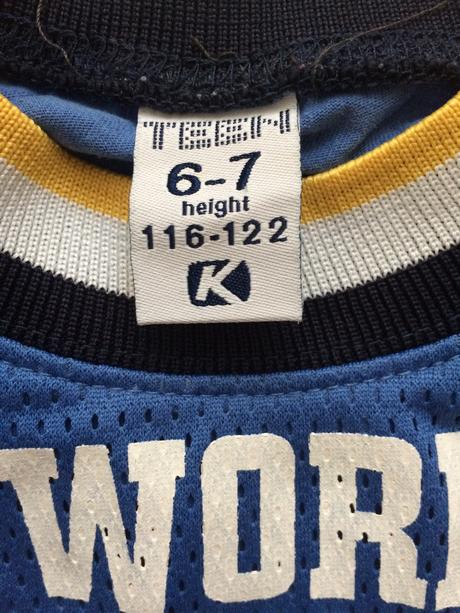 TEEN
6-7
height
116-122
K
WOR